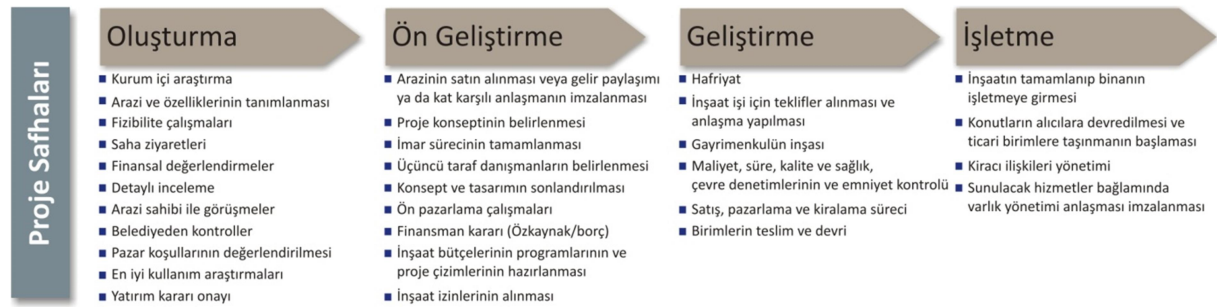 Proje Safhaları
Oluşturma
Kurum içi araştırma
Arazi ve özelliklerinin tanımlanması
Fizibilite çalışmaları
Saha ziyaretleri
Finansal değerlendirmeler
Detaylı inceleme
Arazi sahibi ile görüşmeler
Belediyeden kontroller
Pazar koşullarının değerlendirilmesi
En iyi kullanım araştırmaları
Yatırım kararı onayı
Ön Geliştirme
Arazinin satın alınması veya gelir paylaşımı
ya da kat karşılı anlaşmanın imzalanması
Proje konseptinin belirlenmesi
İmar sürecinin tamamlanması
Üçüncü taraf danışmanların belirlenmesi
Konsept ve tasarımın sonlandırılması
Ön pazarlama çalışmaları
Finansman kararı (Özkaynak/borç)
İnşaat bütçelerinin programlarının ve
proje çizimlerinin hazırlanması
İnşaat izinlerinin alınması
Geliştirme
Hafriyat
İnşaat işi için teklifler alınması ve
anlaşma yapılması
Gayrimenkulün inşası
Maliyet, süre, kalite ve sağlık,
çevre denetimlerinin ve emniyet kontrolü
Satış, pazarlama ve kiralama süreci
Birimlerin teslim ve devri
İşletme
İnşaatın tamamlanıp binanın
işletmeye girmesi
Konutların alıcılara devredilmesi ve
ticari birimlere taşınmanın başlaması
Kiracı ilişkileri yönetimi
Sunulacak hizmetler bağlamında
varlık yönetimi anlaşması imzalanması